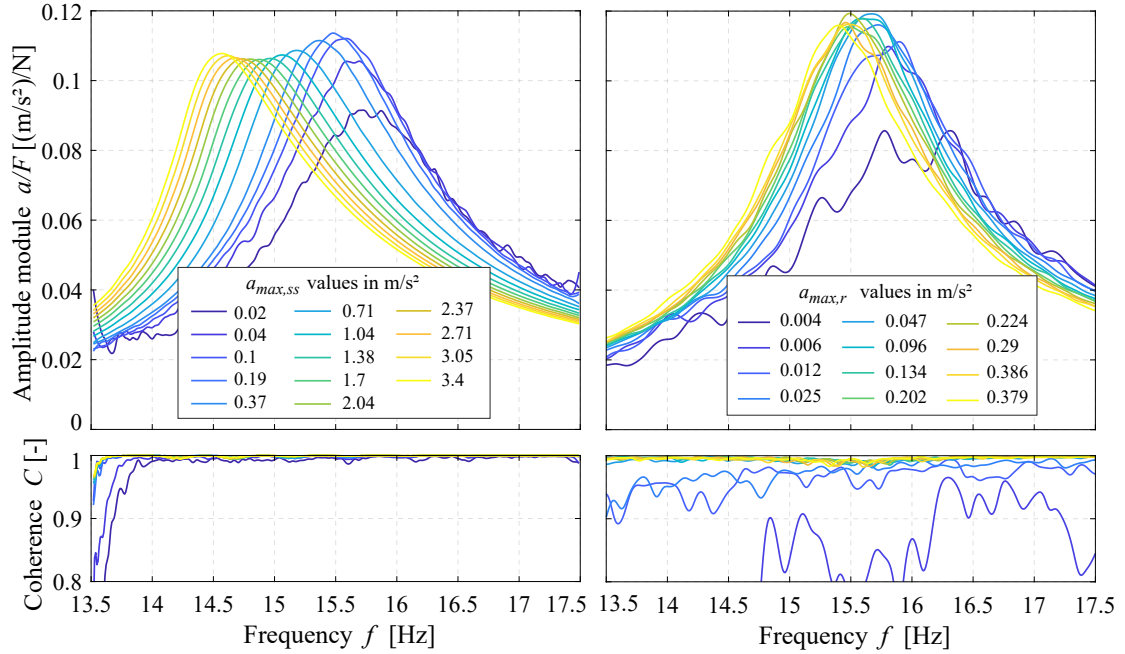 Amplitude module a/F [(m/s²)/N]
0.12
0.10
0.08
0.06
0.04
0.02
0
a_max,ss values in m/s²
0.02 0.71 2.37
0.04 1.04 2.71
0.1 1.38 3.05
0.19 1.7 3.4
0.37 2.04
a_max,r values in m/s²
0.004 0.047 0.224
0.006 0.096 0.29
0.012 0.134 0.386
0.025 0.202 0.379
Coherence C [-]
1
0.9
0.8
13.5 14 14.5 15 15.5 16 16.5 17 17.5
Frequency f [Hz]
13.5 14 14.5 15 15.5 16 16.5 17 17.5
Frequency f [Hz]